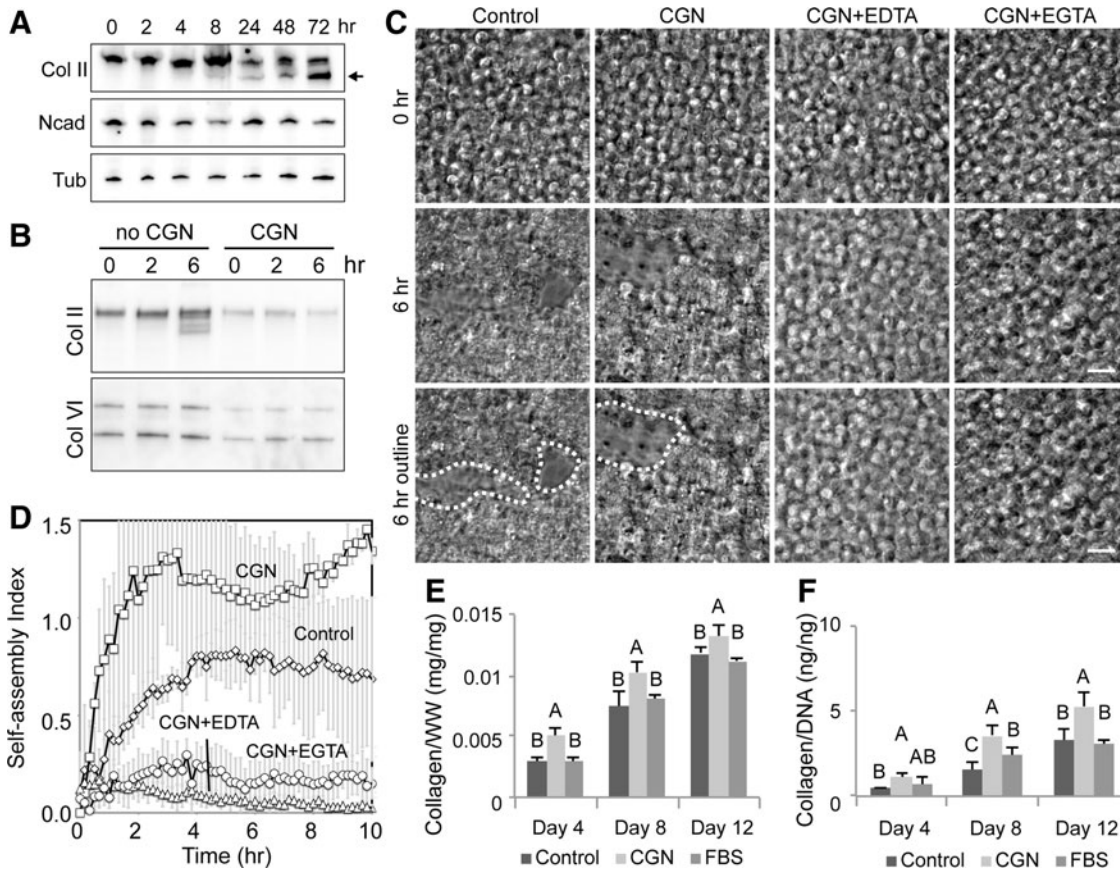 A
0 2 4 8 24 48 72 hr
Col II
Ncad
Tub
B
no CGN CGN
0 2 6 0 2 6 hr
Col II
Col VI
C
Control CGN CGN+EDTA CGN+EGTA
0 hr
6 hr
6 hr outline
D
Self-assembly Index
1.5
1.0
0.5
0.0
CGN
Control
CGN+EDTA
CGN+EGTA
0 2 4 6 8 10
Time (hr)
E
Collagen/WW (mg/mg)
0.015
0.01
0.005
0
B A B
B A B
B A B
Day 4 Day 8 Day 12
Control CGN FBS
F
Collagen/DNA (ng/ng)
10
5
0
B A AB
C A B
B A B
Day 4 Day 8 Day 12
Control CGN FBS